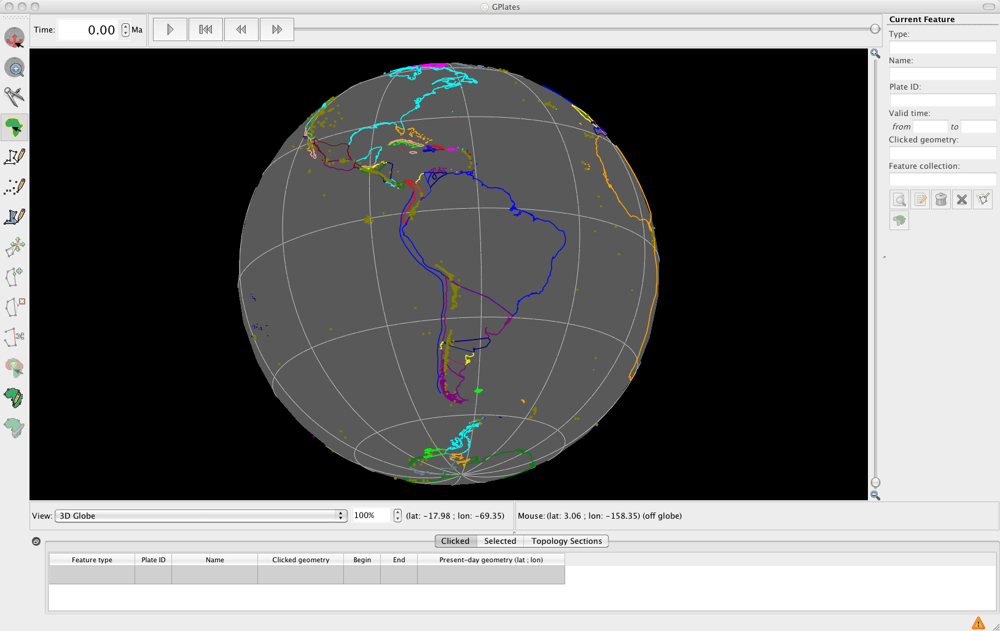 GPlates
Time: 0.00 Ma
Current Feature
Type:
Name:
Plate ID:
Valid time:
from to
Clicked geometry:
Feature collection:
View: 3D Globe 100% (lat: -17.98 ; lon: -69.35) Mouse: (lat: 3.06 ; lon: -158.35) (off globe)
Clicked Selected Topology Sections
Feature type Plate ID Name Clicked geometry Begin End Present-day geometry (lat ; lon)